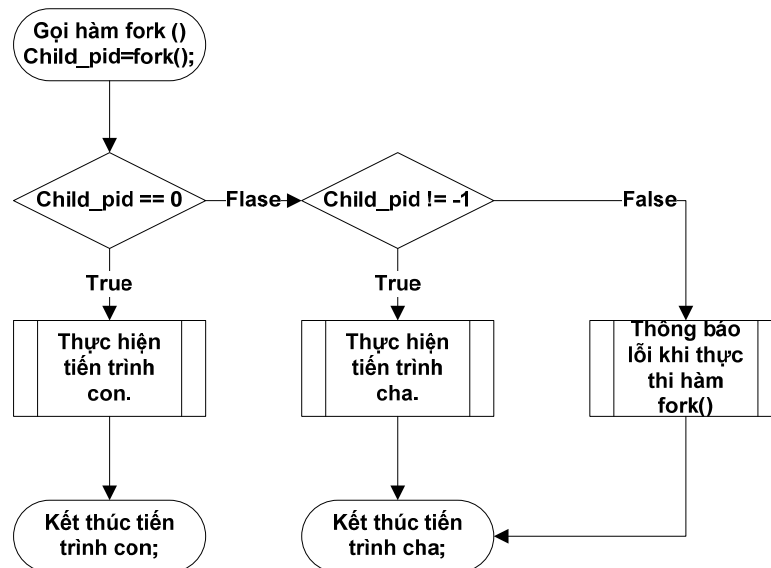 Gọi hàm fork ()
Child_pid=fork();
Child_pid == 0
Flase
Child_pid != -1
False
True
True
Thực hiện
tiến trình
con.
Thực hiện
tiến trình
cha.
Thông báo
lỗi khi thực
thi hàm
fork()
Kết thúc tiến
trình con;
Kết thúc tiến
trình cha;